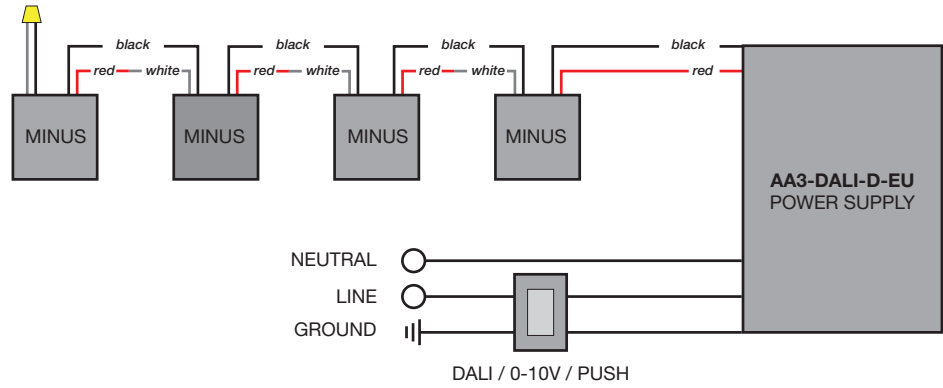 black black black black
red white red white red white red
MINUS MINUS MINUS MINUS
AA3-DALI-D-EU
POWER SUPPLY
NEUTRAL
LINE
GROUND
DALI / 0-10V / PUSH